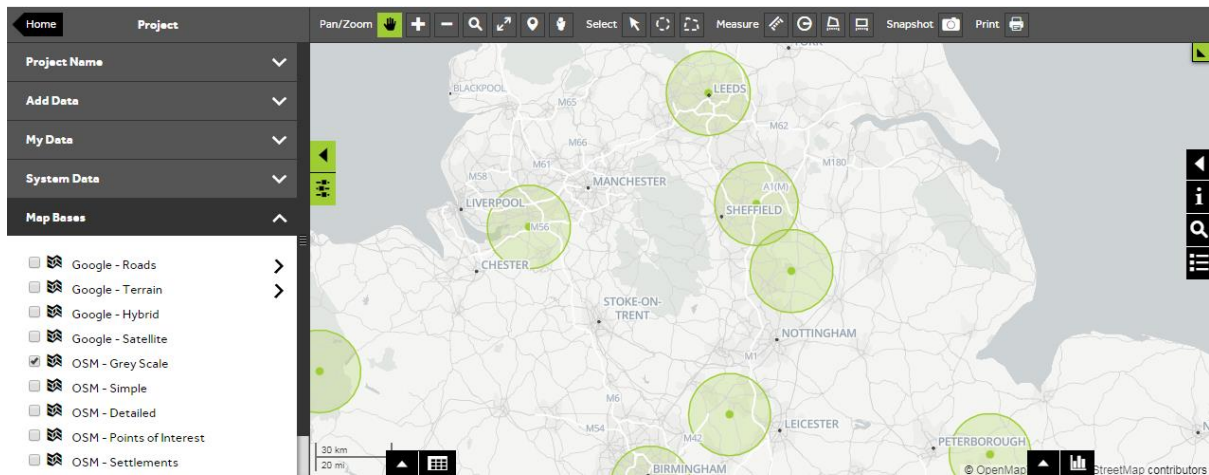 Home
Project
Pan/Zoom
Select
Measure
Snapshot
Print
Project Name
Add Data
My Data
System Data
Map Bases
Google - Roads
Google - Terrain
Google - Hybrid
Google - Satellite
OSM - Grey Scale
OSM - Simple
OSM - Detailed
OSM - Points of Interest
OSM - Settlements
BLACKPOOL
LEEDS
M65
M62
M66
M61
M180
M58
MANCHESTER
A1(M)
LIVERPOOL
SHEFFIELD
M56
CHESTER
STOKE-ON-
TRENT
NOTTINGHAM
M1
M6
M54
LEICESTER
M42
PETERBOROUGH
BIRMINGHAM
30 km
20 mi
© OpenMap
StreetMap contributors